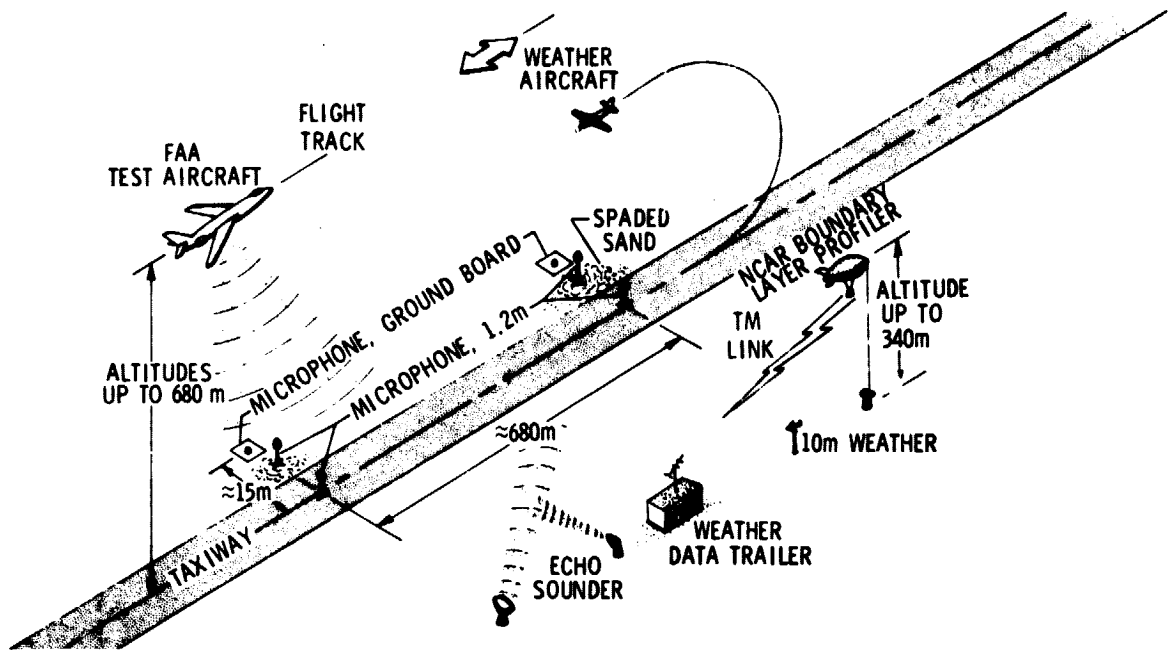 WEATHER
AIRCRAFT
FLIGHT
TRACK
FAA
TEST AIRCRAFT
SPADED
SAND
NCAR BOUNDARY
LAYER PROFILER
MICROPHONE, GROUND BOARD
MICROPHONE, 1.2m
TM
LINK
ALTITUDE
UP TO
340m
ALTITUDES
UP TO 680 m
≈680m
10m WEATHER
≈15m
TAXIWAY
WEATHER
DATA TRAILER
ECHO
SOUNDER